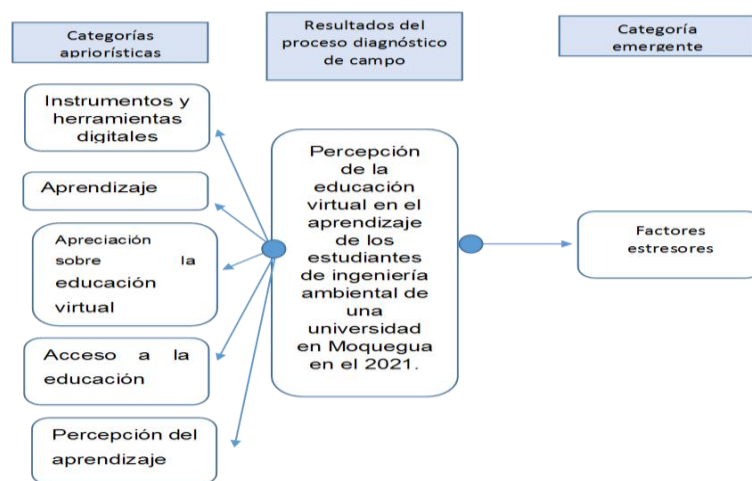 Categorías
apriorísticas
Resultados del
proceso diagnóstico
de campo
Categoría
emergente
Instrumentos y
herramientas
digitales
Aprendizaje
Apreciación
sobre la
educación
virtual
Acceso a la
educación
Percepción del
aprendizaje
Percepción
de la
educación
virtual en el
aprendizaje
de los
estudiantes
de ingeniería
ambiental de
una
universidad
en Moquegua
en el 2021.
Factores
estresores